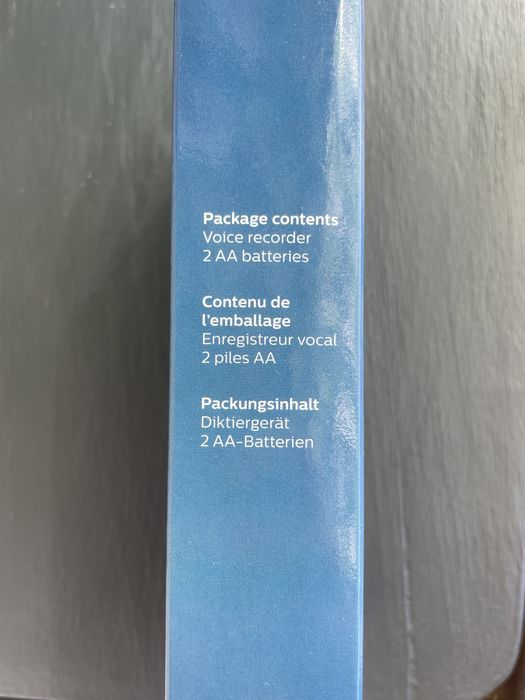 Package contents
Voice recorder
2 AA batteries
Contenu de
l'emballage
Enregistreur vocal
2 piles AA
Packungsinhalt
Diktiergerät
2 AA-Batterien